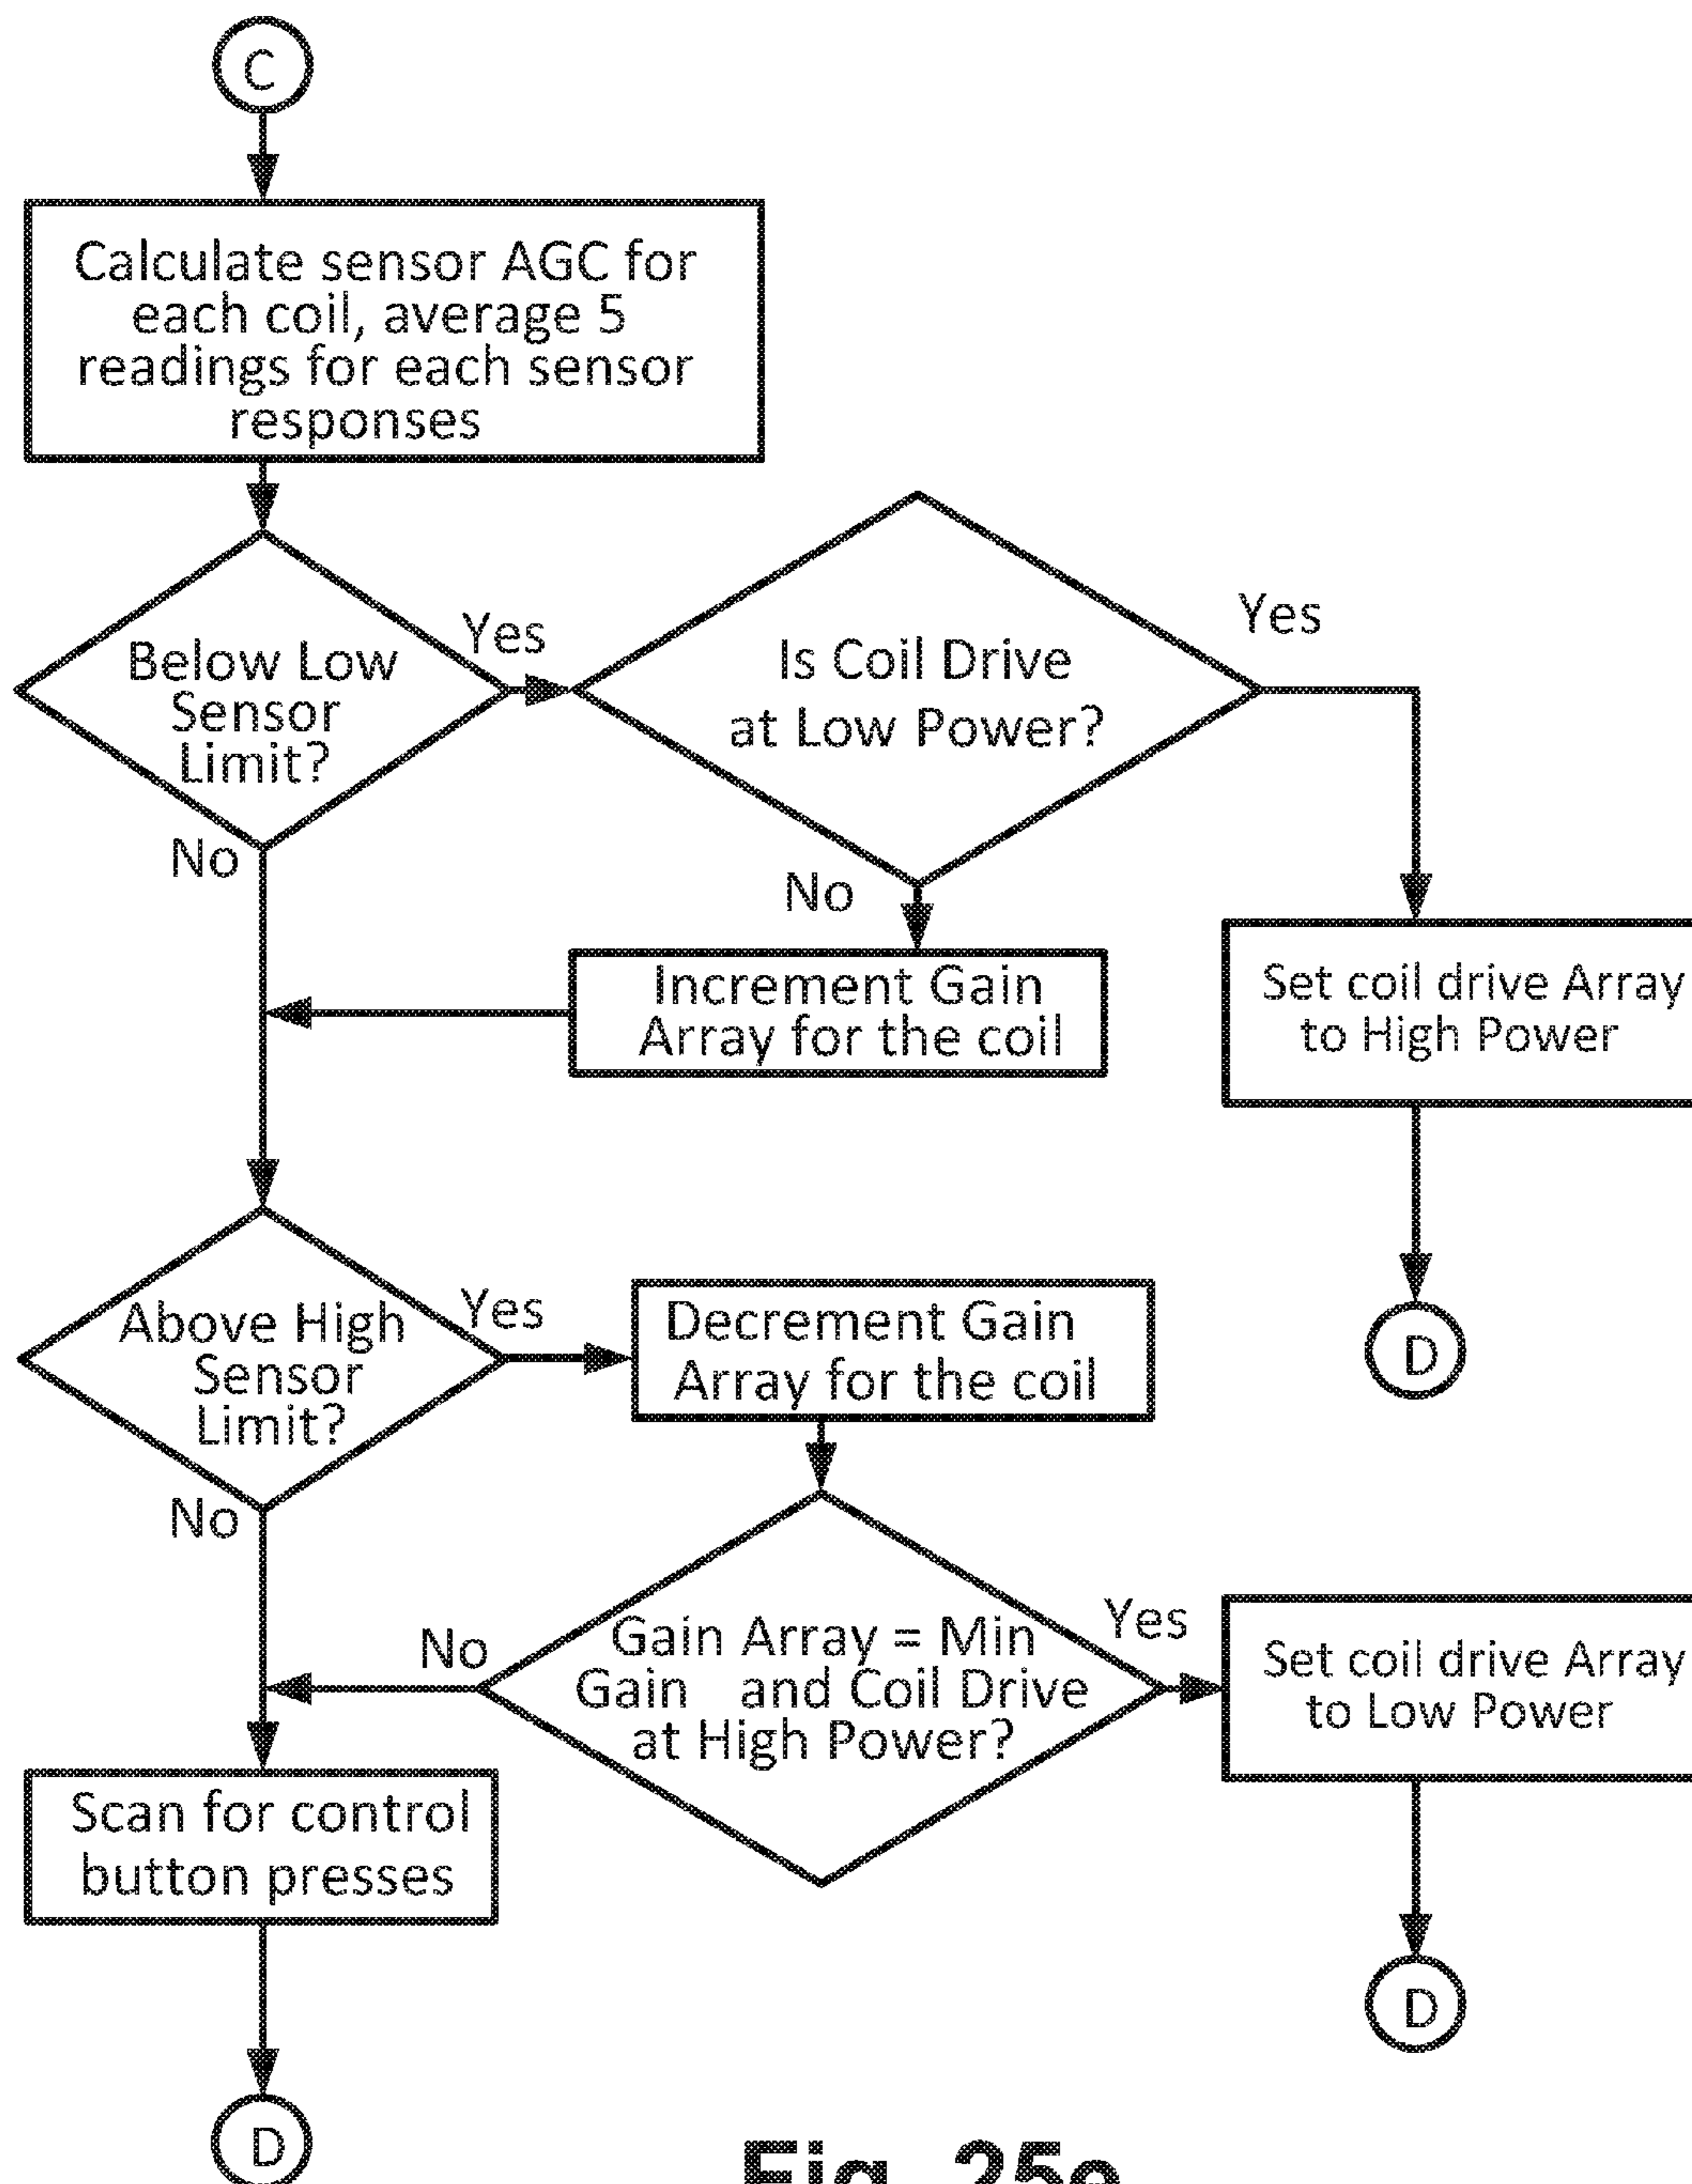 C
Calculate sensor AGC for
each coil, average 5
readings for each sensor
responses
Below Low
Sensor
Limit?
Yes
No
Is Coil Drive
at Low Power?
Yes
No
Increment Gain
Array for the coil
Set coil drive Array
to High Power
D
Above High
Sensor
Limit?
Yes
No
Decrement Gain
Array for the coil
Gain Array = Min
Gain and Coil Drive
at High Power?
No
Yes
Set coil drive Array
to Low Power
D
Scan for control
button presses
D
Fig.